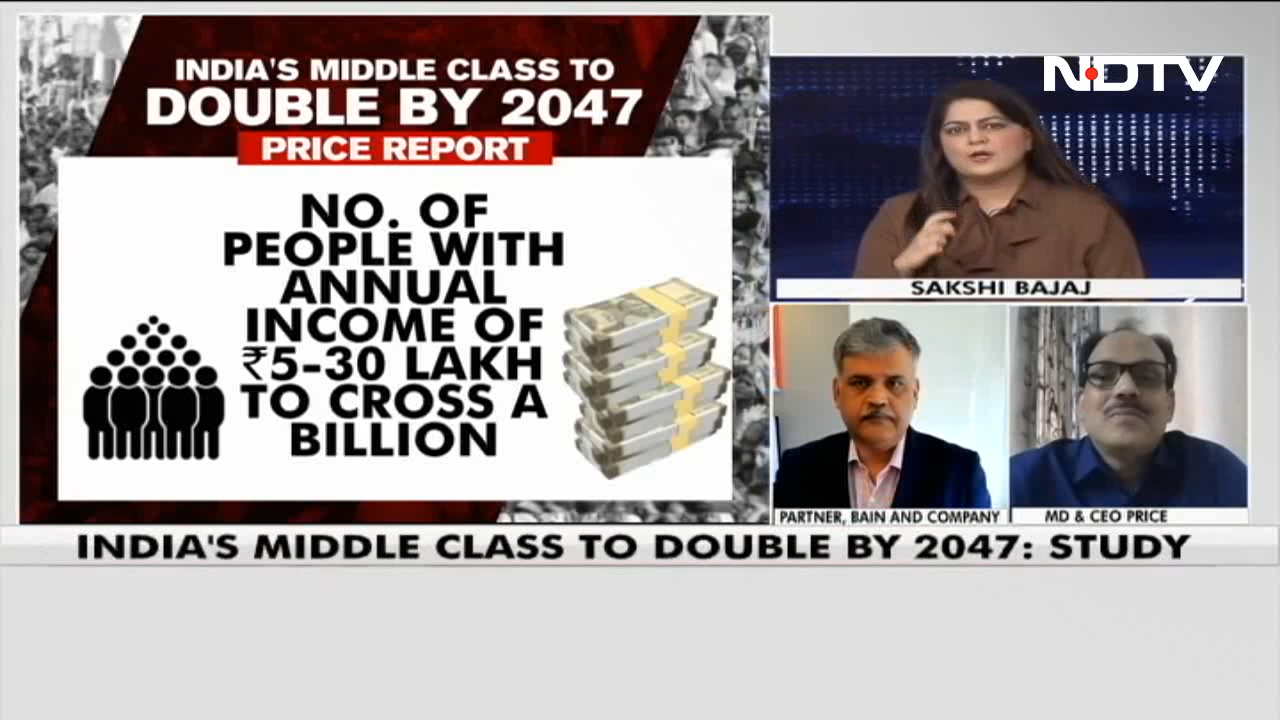 INDIA'S MIDDLE CLASS TO
DOUBLE BY 2047
PRICE REPORT
NO. OF
PEOPLE WITH
ANNUAL
INCOME OF
₹5-30 LAKH
TO CROSS A
BILLION
NDTV
SAKSHI BAJAJ
PARTNER, BAIN AND COMPANY
MD & CEO PRICE
INDIA'S MIDDLE CLASS TO DOUBLE BY 2047: STUDY